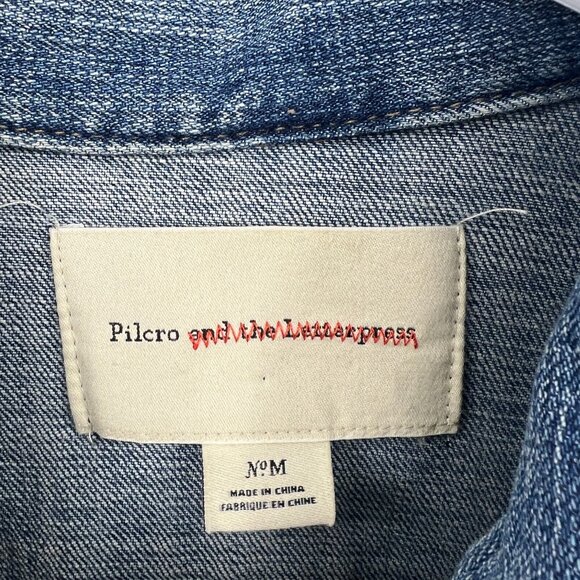 Pilcro and the Letterpress
NºM
MADE IN CHINA
FABRIQUE EN CHINE